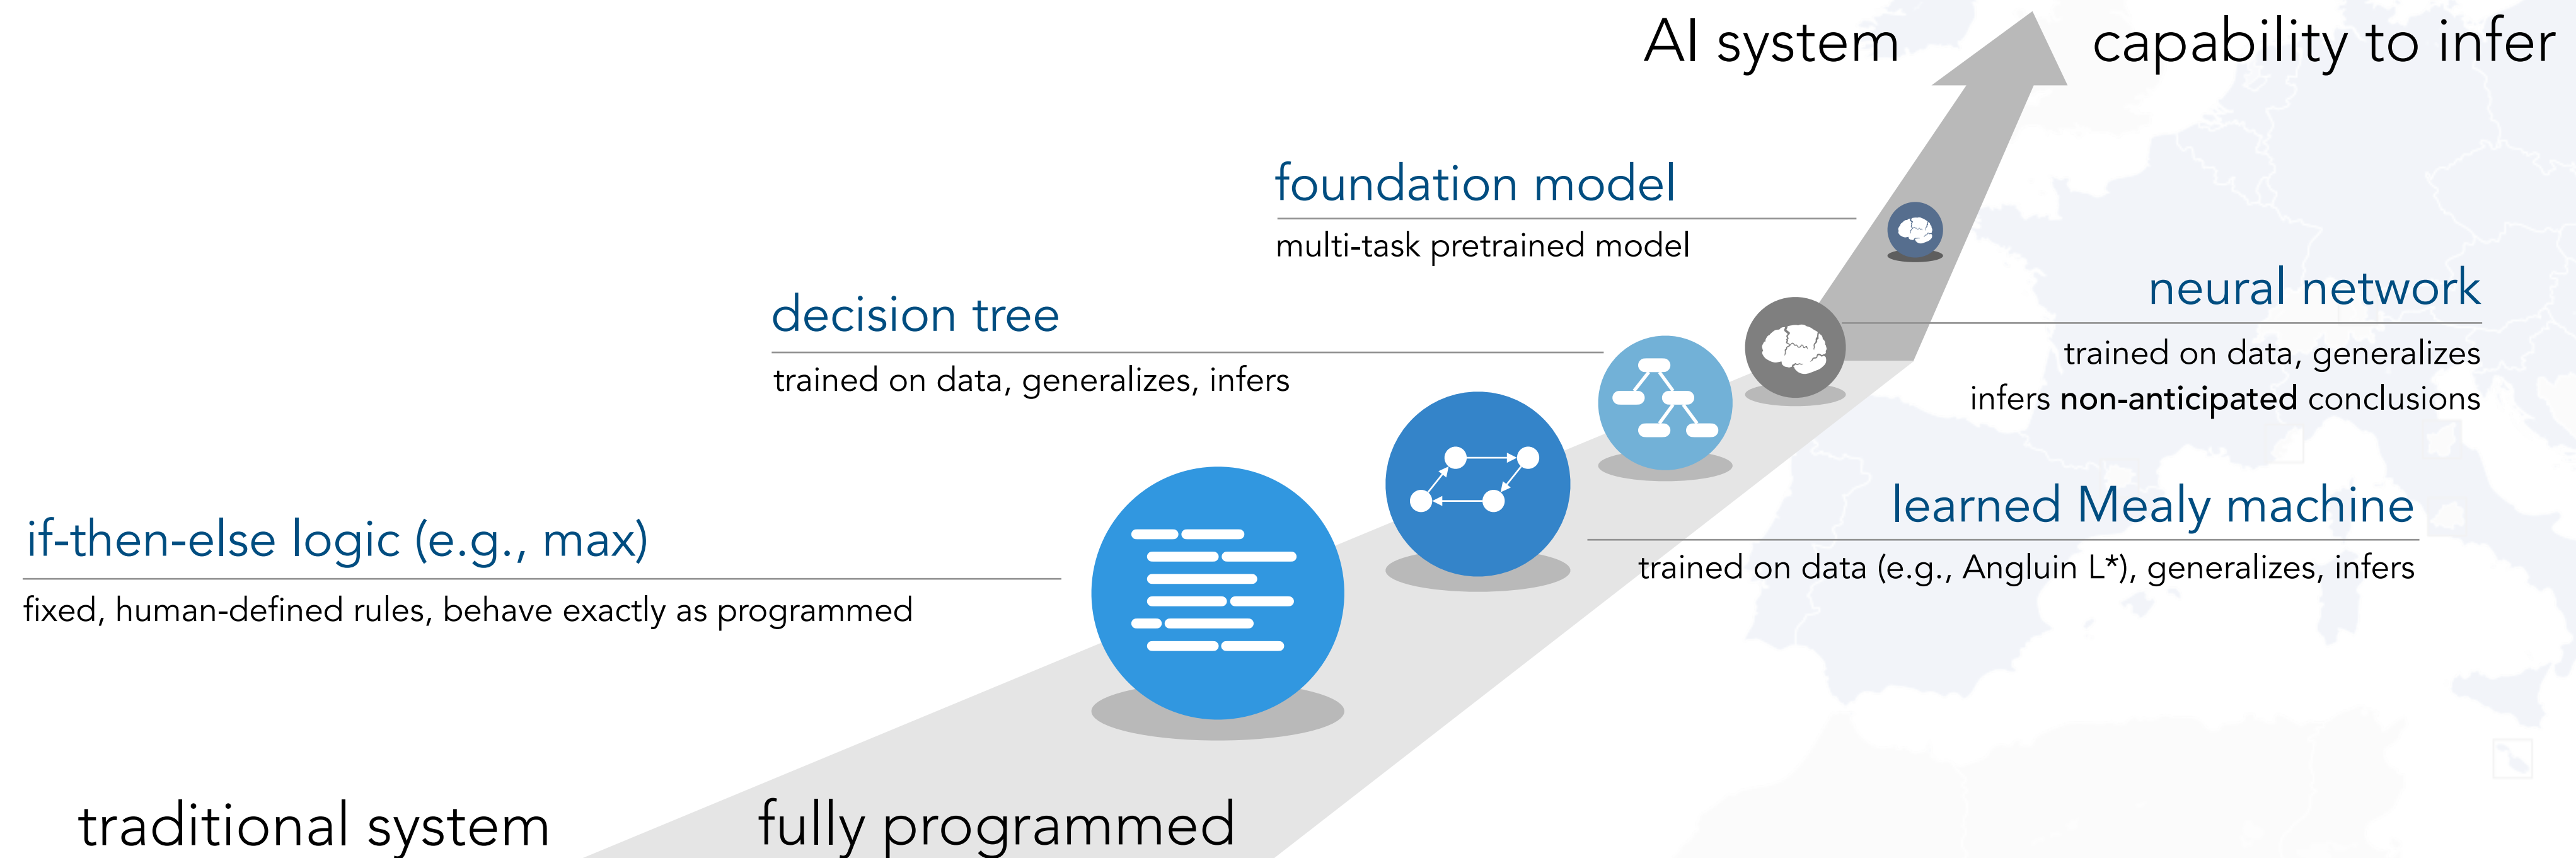 AI system
capability to infer
foundation model
multi-task pretrained model
neural network
trained on data, generalizes
infers non-anticipated conclusions
decision tree
trained on data, generalizes, infers
learned Mealy machine
trained on data (e.g., Angluin L*), generalizes, infers
if-then-else logic (e.g., max)
fixed, human-defined rules, behave exactly as programmed
traditional system
fully programmed